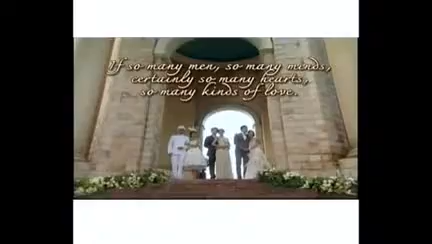 If so many men, so many minds,
certainly so many hearts,
so many kinds of love.